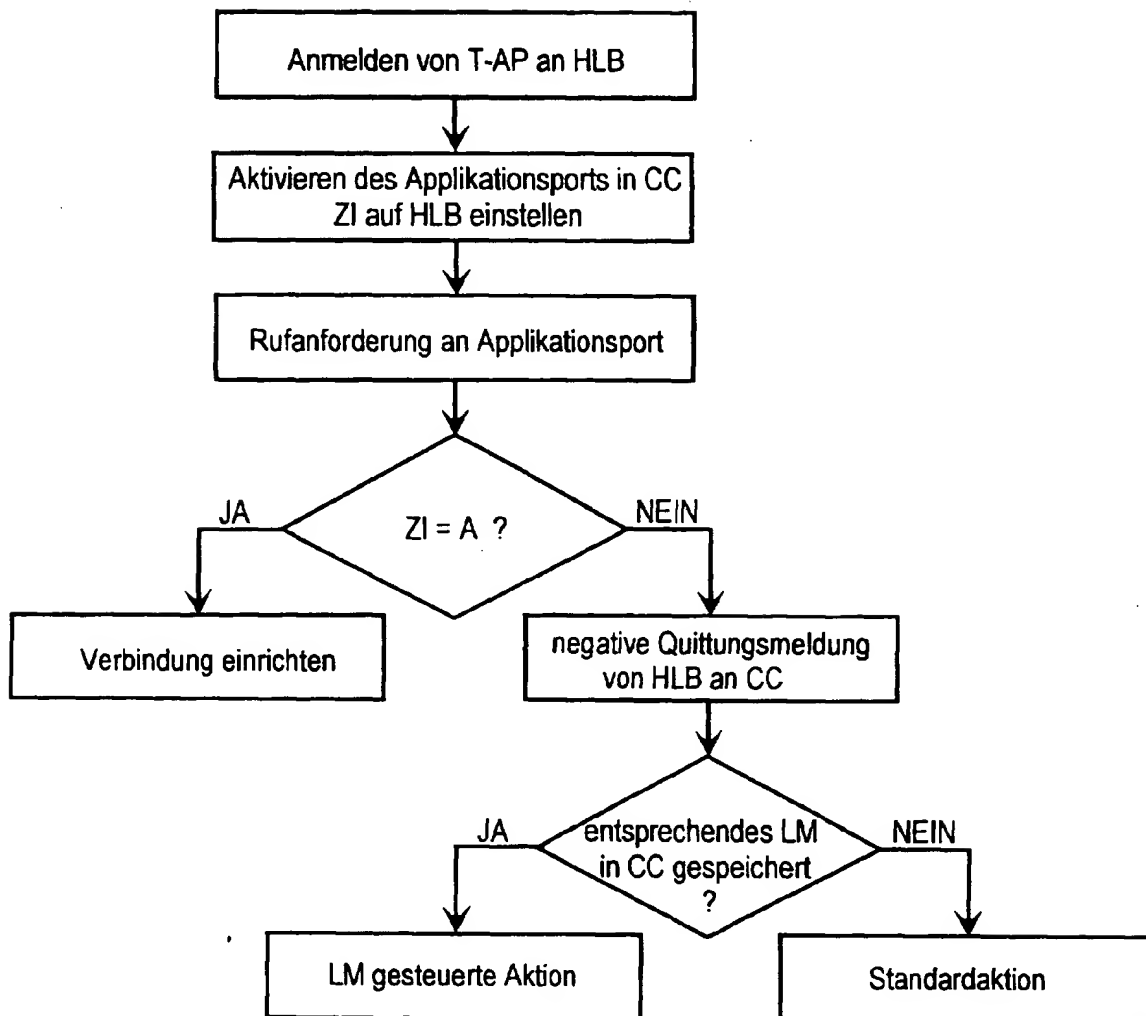 Anmelden von T-AP an HLB
Aktivieren des Applikationsports in CC
ZI auf HLB einstellen
Rufanforderung an Applikationsport
ZI = A ?
JA
NEIN
Verbindung einrichten
negative Quittungsmeldung
von HLB an CC
entsprechendes LM
in CC gespeichert
?
JA
NEIN
LM gesteuerte Aktion
Standardaktion